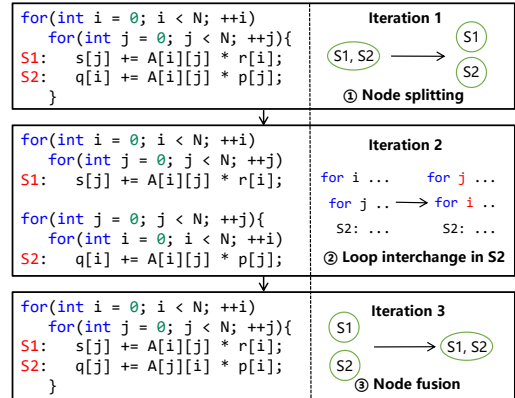 for(int i = 0; i < N; ++i)
for(int j = 0; j < N; ++j){
S1: s[j] += A[i][j] * r[i];
S2: q[i] += A[i][j] * p[j];
}
Iteration 1
S1, S2
S1
S2
① Node splitting
for(int i = 0; i < N; ++i)
for(int j = 0; j < N; ++j)
S1: s[j] += A[i][j] * r[i];
for(int j = 0; j < N; ++j){
for(int i = 0; i < N; ++i)
S2: q[i] += A[i][j] * p[j];
Iteration 2
for i ... for j ...
for j .. for i ..
S2: ... S2: ...
② Loop interchange in S2
for(int i = 0; i < N; ++i)
for(int j = 0; j < N; ++j){
S1: s[j] += A[i][j] * r[i];
S2: q[j] += A[j][i] * p[i];
}
Iteration 3
S1
S2
S1, S2
③ Node fusion